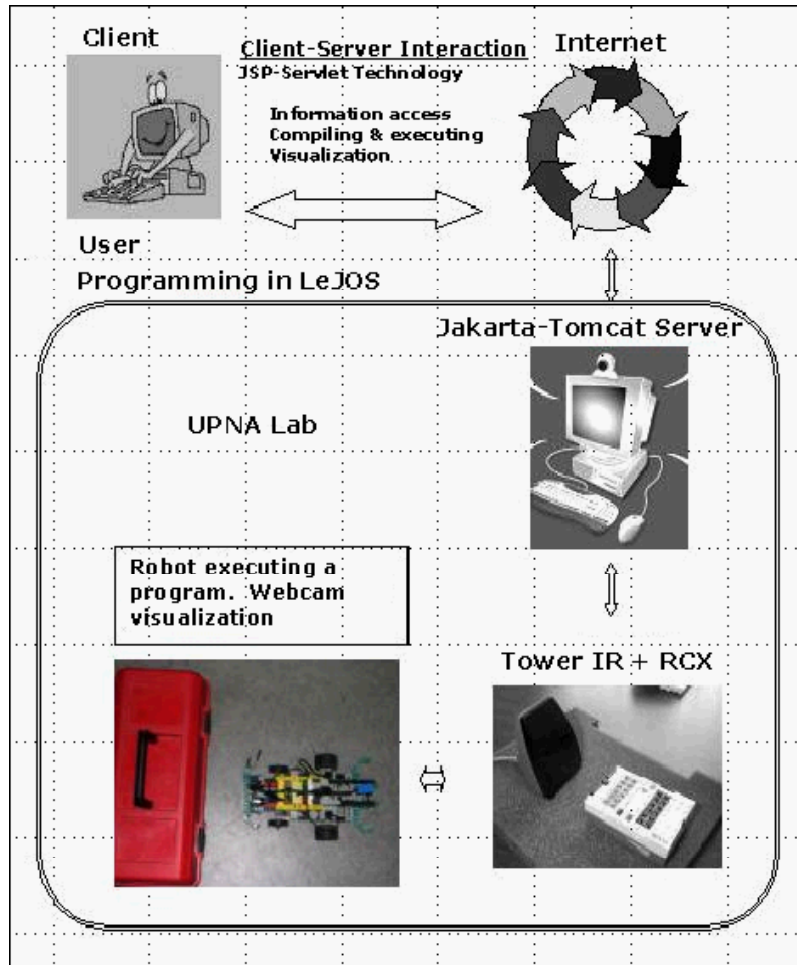 Client
Client-Server Interaction
JSP-Servlet Technology
Internet
Information access
Compiling & executing
Visualization
User
Programming in LeJOS
Jakarta-Tomcat Server
UPNA Lab
Robot executing a
program. Webcam
visualization
Tower IR + RCX